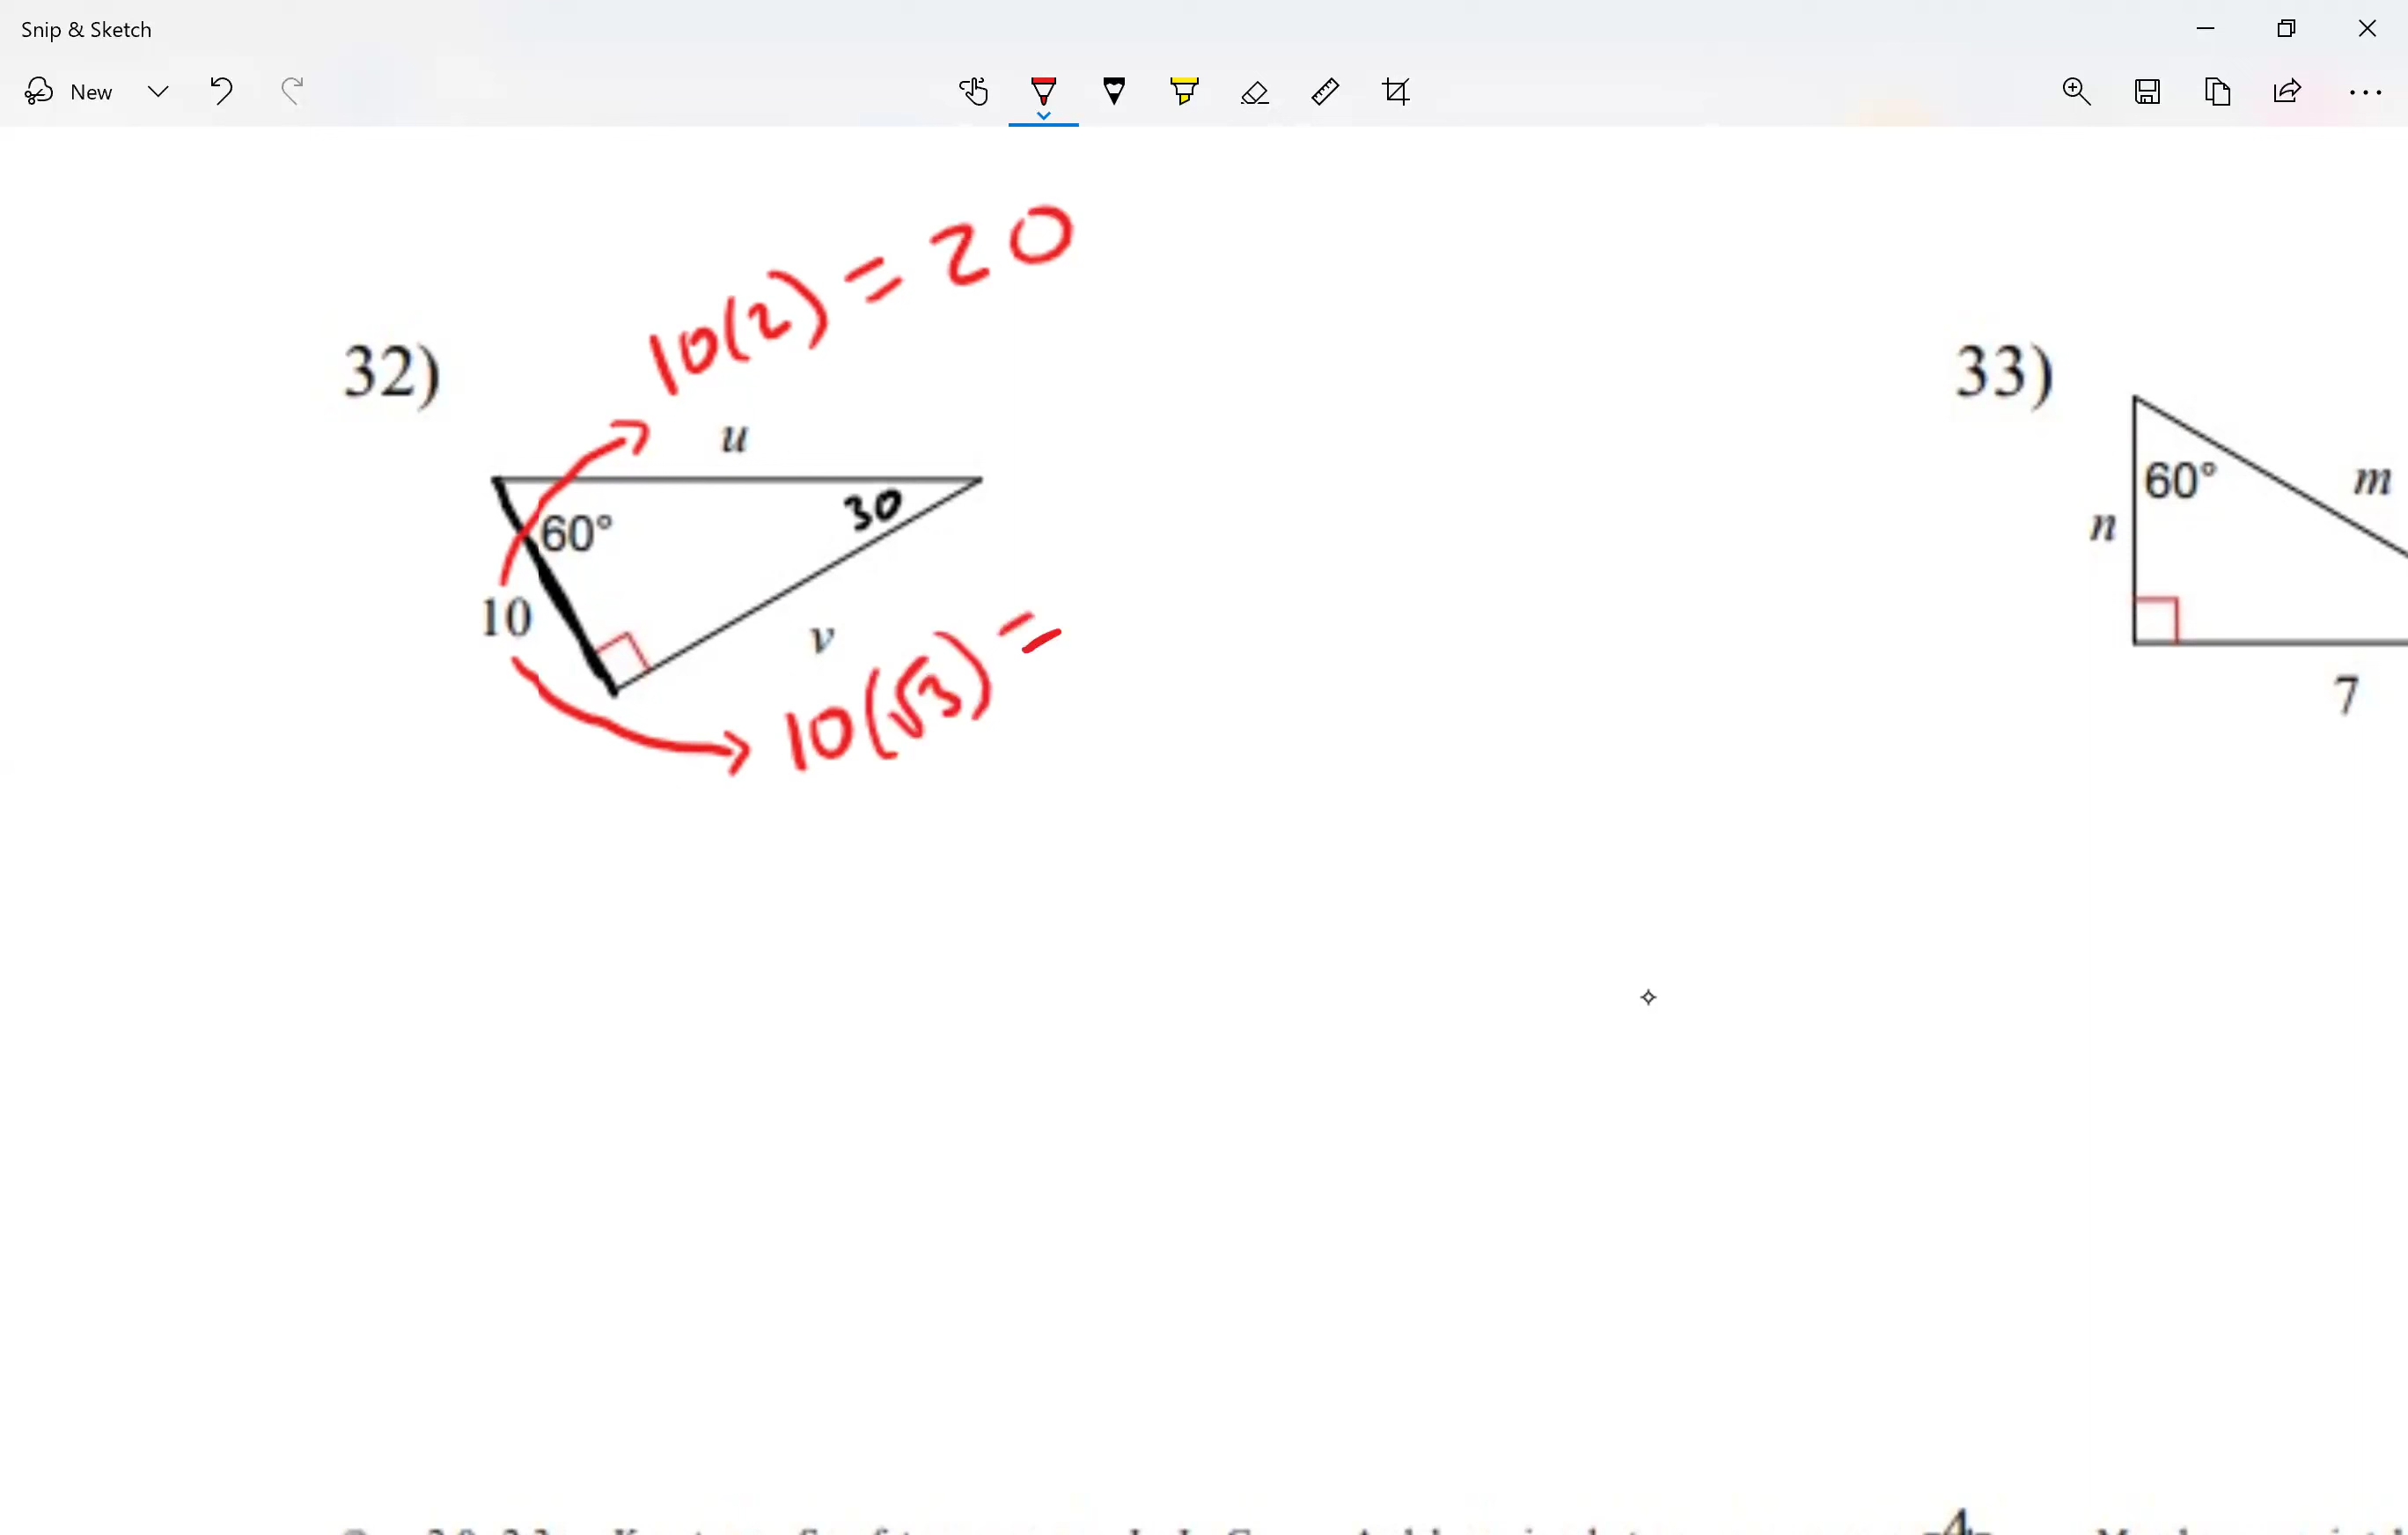 Snip & Sketch
New
10(2) = 20
32)
33)
u
60°
30
60°
m
n
10
v
10(√3) =
7